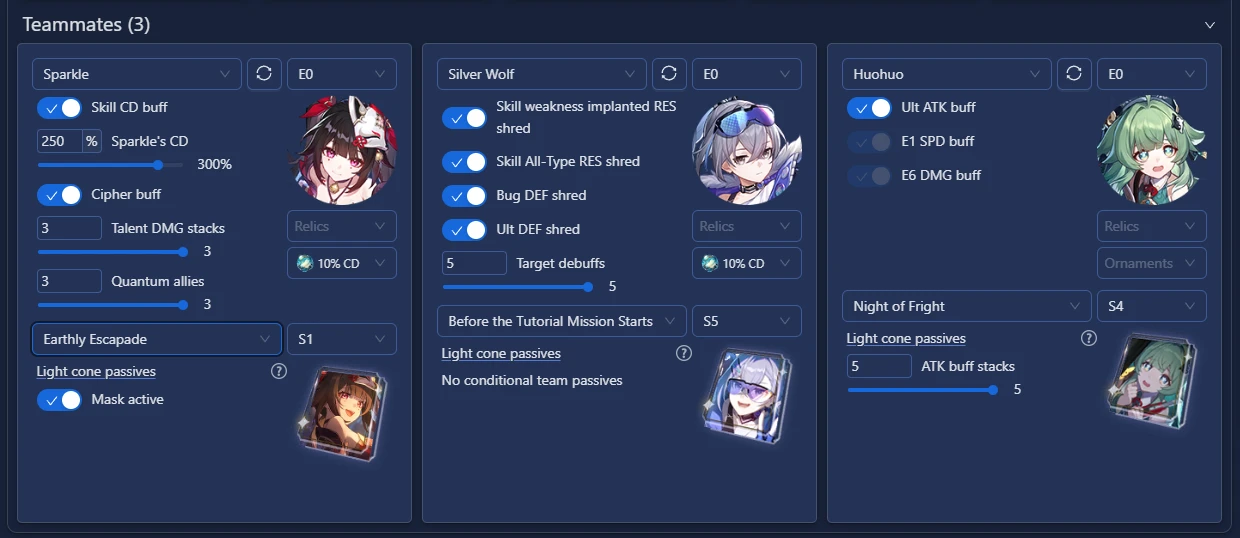 Teammates (3)
Sparkle
E0
Skill CD buff
250 % Sparkle's CD
300%
Cipher buff
3 Talent DMG stacks
3
3 Quantum allies
3
Relics
10% CD
Earthly Escapade
S1
Light cone passives ?
Mask active
Silver Wolf
E0
Skill weakness implanted RES
shred
Skill All-Type RES shred
Bug DEF shred
Ult DEF shred
5 Target debuffs
5
Relics
10% CD
Before the Tutorial Mission Starts
S5
Light cone passives ?
No conditional team passives
Huohuo
E0
Ult ATK buff
E1 SPD buff
E6 DMG buff
Relics
Ornaments
Night of Fright
S4
Light cone passives ?
5 ATK buff stacks
5